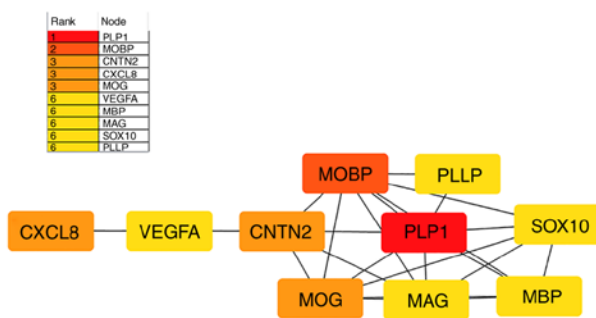 Rank Node
1 PLP1
2 MOBP
3 CNTN2
3 CXCL8
3 MOG
6 VEGFA
6 MBP
6 MAG
6 SOX10
6 PLLP
MOBP PLLP
CXCL8 VEGFA CNTN2 PLP1 SOX10
MOG MAG MBP